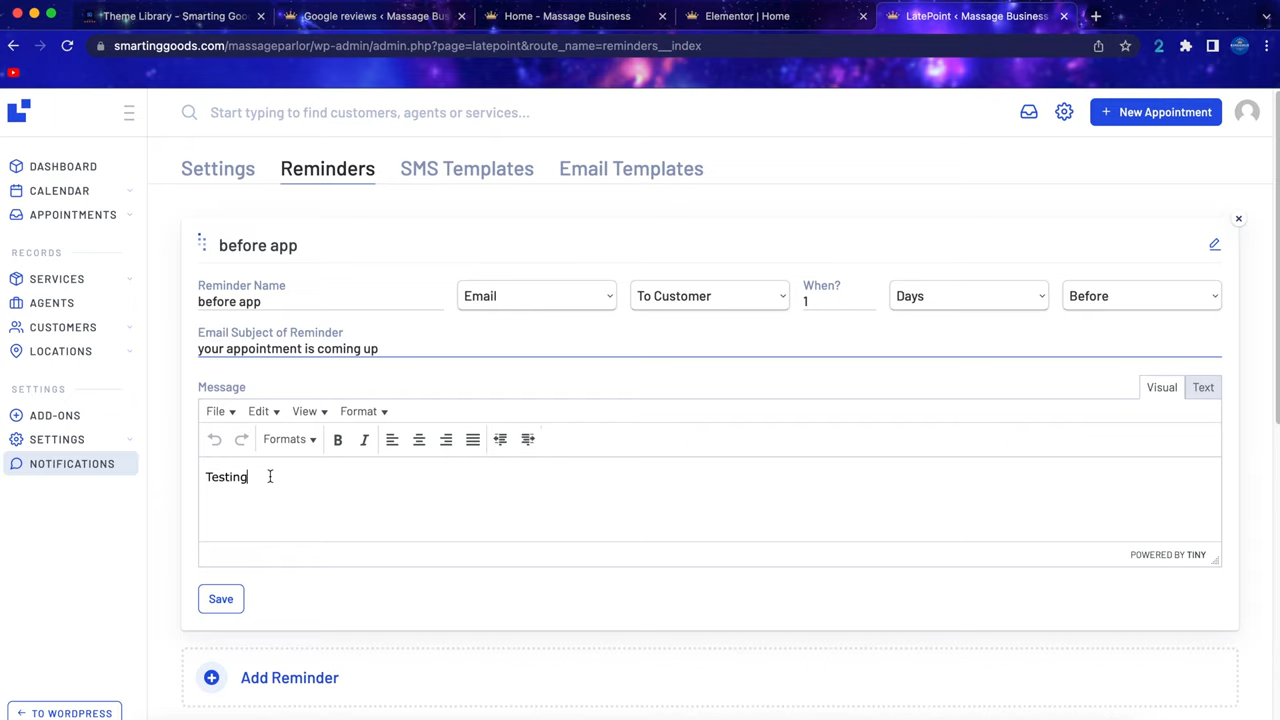 Theme Library - Smarting Goo
Google reviews ‹ Massage Bus
Home - Massage Business
Elementor | Home
LatePoint ‹ Massage Business
smartinggoods.com/massageparlor/wp-admin/admin.php?page=latepoint&route_name=reminders__index
2
Start typing to find customers, agents or services...
+ New Appointment
DASHBOARD
CALENDAR
APPOINTMENTS
RECORDS
SERVICES
AGENTS
CUSTOMERS
LOCATIONS
SETTINGS
ADD-ONS
SETTINGS
NOTIFICATIONS
← TO WORDPRESS
Settings Reminders SMS Templates Email Templates
before app
Reminder Name
before app
Email
To Customer
When?
1
Days
Before
Email Subject of Reminder
your appointment is coming up
Message
Visual Text
File Edit View Format
Formats B I
Testing
POWERED BY TINY
Save
Add Reminder